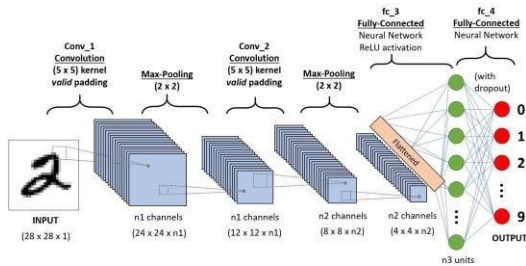 Conv_1
Convolution
(5 x 5) kernel
valid padding
Max-Pooling
(2 x 2)
Conv_2
Convolution
(5 x 5) kernel
valid padding
Max-Pooling
(2 x 2)
fc_3
Fully-Connected
Neural Network
ReLU activation
fc_4
Fully-Connected
Neural Network
(with
dropout)
Flattened
0
1
2
9
2
INPUT
(28 x 28 x 1)
n1 channels
(24 x 24 x n1)
n1 channels
(12 x 12 x n1)
n2 channels
(8 x 8 x n2)
n2 channels
(4 x 4 x n2)
n3 units
OUTPUT